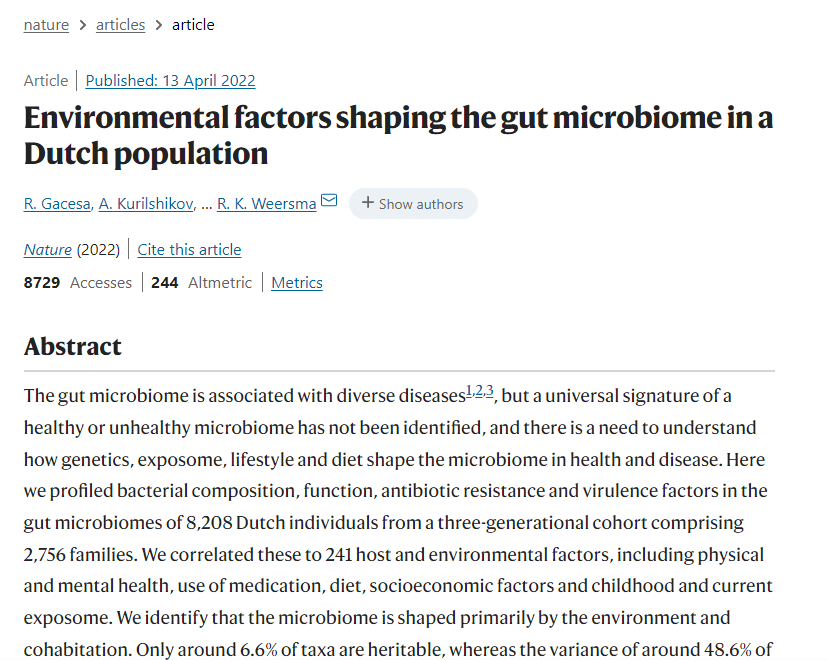 nature > articles > article
Article | Published: 13 April 2022
Environmental factors shaping the gut microbiome in a
Dutch population
R. Gacesa, A. Kurilshikov, ... R. K. Weersma + Show authors
Nature (2022) | Cite this article
8729 Accesses | 244 Altmetric | Metrics
Abstract
The gut microbiome is associated with diverse diseases1,2,3, but a universal signature of a
healthy or unhealthy microbiome has not been identified, and there is a need to understand
how genetics, exposome, lifestyle and diet shape the microbiome in health and disease. Here
we profiled bacterial composition, function, antibiotic resistance and virulence factors in the
gut microbiomes of 8,208 Dutch individuals from a three-generational cohort comprising
2,756 families. We correlated these to 241 host and environmental factors, including physical
and mental health, use of medication, diet, socioeconomic factors and childhood and current
exposome. We identify that the microbiome is shaped primarily by the environment and
cohabitation. Only around 6.6% of taxa are heritable, whereas the variance of around 48.6% of